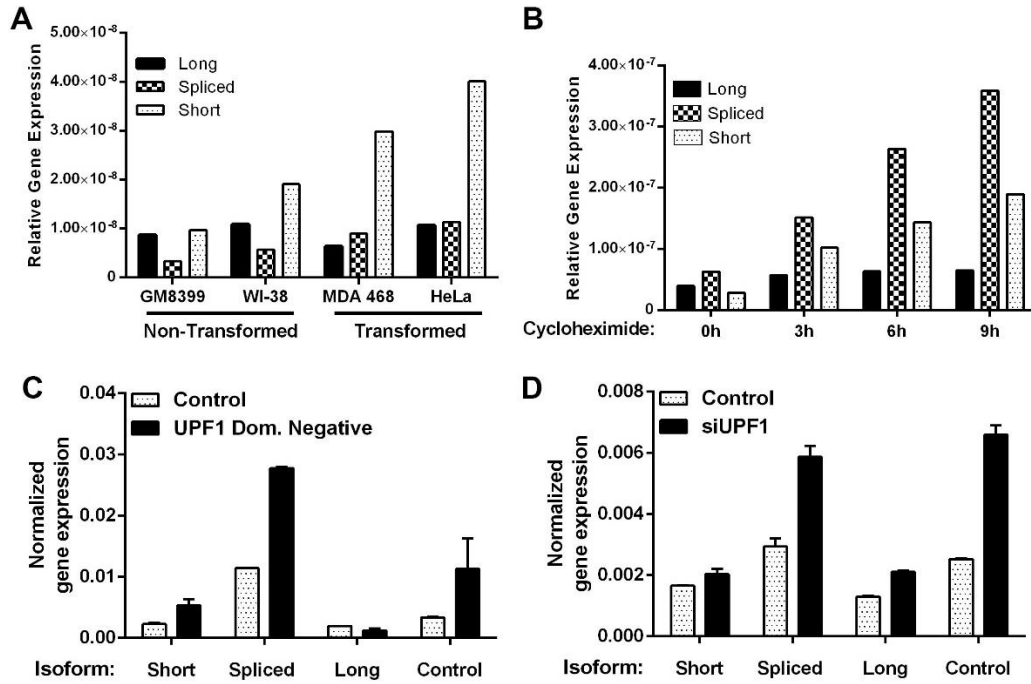 A
Relative Gene Expression
5.00×10⁻⁸
4.00×10⁻⁸
3.00×10⁻⁸
2.00×10⁻⁸
1.00×10⁻⁸
0
Long
Spliced
Short
GM8399 WI-38 MDA 468 HeLa
Non-Transformed Transformed
B
Relative Gene Expression
4.00×10⁻⁷
3.00×10⁻⁷
2.00×10⁻⁷
1.00×10⁻⁷
0
Long
Spliced
Short
Cycloheximide: 0h 3h 6h 9h
C
Normalized
gene expression
0.04
0.03
0.02
0.01
0.00
Control
UPF1 Dom. Negative
Isoform: Short Spliced Long Control
D
Normalized
gene expression
0.008
0.006
0.004
0.002
0.000
Control
siUPF1
Isoform: Short Spliced Long Control